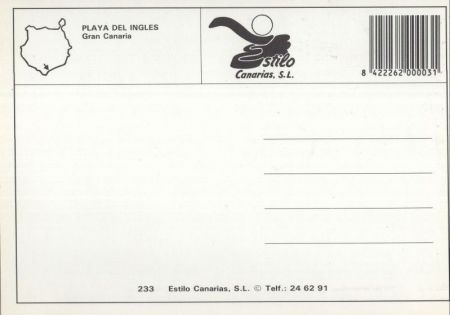 PLAYA DEL INGLES
Gran Canaria
Estilo
Canarias, S.L.
8 422262 000031
233 Estilo Canarias, S.L. © Telf.: 24 62 91